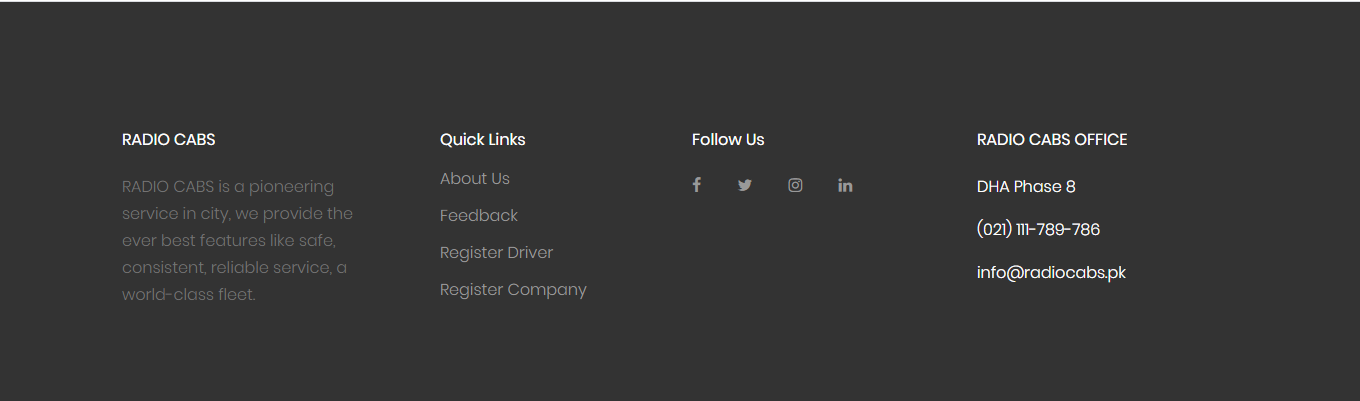 RADIO CABS
RADIO CABS is a pioneering
service in city, we provide the
ever best features like safe,
consistent, reliable service, a
world-class fleet.
Quick Links
About Us
Feedback
Register Driver
Register Company
Follow Us
RADIO CABS OFFICE
DHA Phase 8
(021) 111-789-786
info@radiocabs.pk